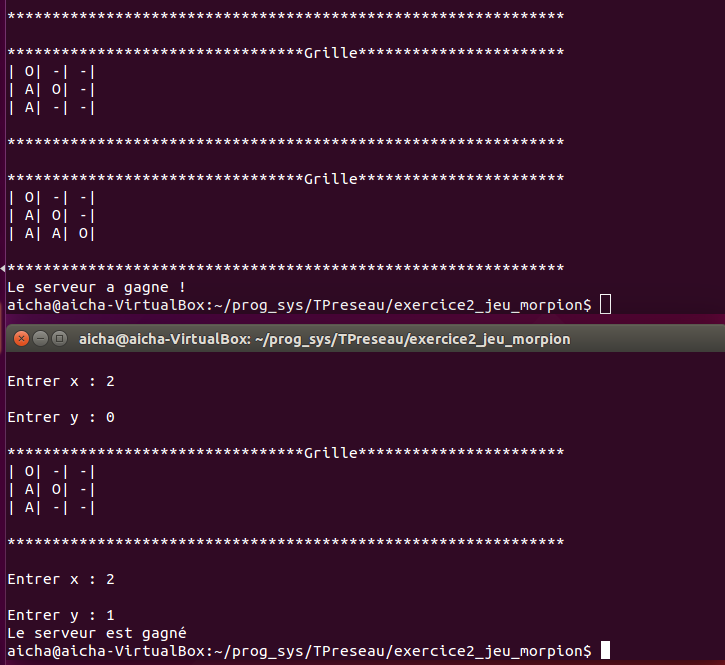 **************************************************************
*********************************Grille***********************
| O| -| -|
| A| O| -|
| A| -| -|
**************************************************************
*********************************Grille***********************
| O| -| -|
| A| O| -|
| A| A| O|
**************************************************************
Le serveur a gagne !
aicha@aicha-VirtualBox:~/prog_sys/TPreseau/exercice2_jeu_morpion$
aicha@aicha-VirtualBox: ~/prog_sys/TPreseau/exercice2_jeu_morpion
Entrer x : 2
Entrer y : 0
*********************************Grille***********************
| O| -| -|
| A| O| -|
| A| -| -|
**************************************************************
Entrer x : 2
Entrer y : 1
Le serveur est gagné
aicha@aicha-VirtualBox:~/prog_sys/TPreseau/exercice2_jeu_morpion$